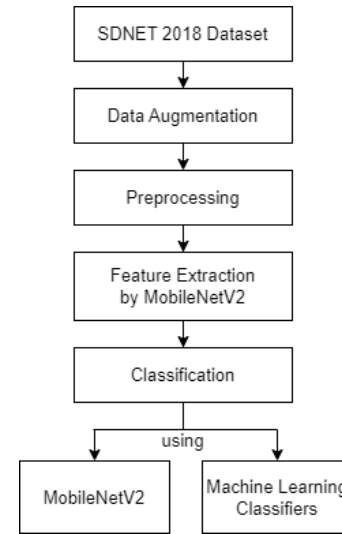 SDNET 2018 Dataset
Data Augmentation
Preprocessing
Feature Extraction
by MobileNetV2
Classification
using
MobileNetV2
Machine Learning
Classifiers